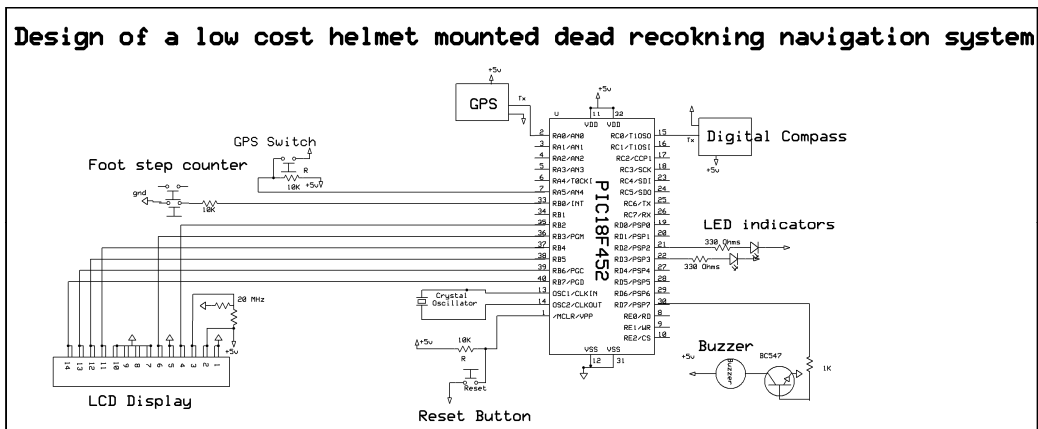 Design of a low cost helmet mounted dead recokning navigation system
+5v
GPS
Tx
+5v
U
11 32
VDD VDD
2 RA0/AN0
3 RA1/AN1
4 RA2/AN2
5 RA3/AN3
6 RA4/T0CKI
7 RA5/AN4
33 RB0/INT
34 RB1
35 RB2
36 RB3/PGM
37 RB4
38 RB5
39 RB6/PGC
40 RB7/PGD
13 OSC1/CLKIN
14 OSC2/CLKOUT
1 /MCLR/VPP
PIC18F452
RC0/T1OSO 15
RC1/T1OSI 16
RC2/CCP1 17
RC3/SCK 18
RC4/SDI 23
RC5/SDO 24
RC6/TX 25
RC7/RX 26
RD0/PSP0 19
RD1/PSP1 20
RD2/PSP2 21
RD3/PSP3 22
RD4/PSP4 27
RD5/PSP5 28
RD6/PSP6 29
RD7/PSP7 30
RE0/RD 8
RE1/WR 9
RE2/CS 10
VSS VSS
12 31
Tx
Digital Compass
+5v
GPS Switch
R
10K
+5v
Foot step counter
gnd
10K
LED indicators
330 Ohms
330 Ohms
Crystal
Oscillator
20 MHz
+5v
14 13 12 11 10 9 8 7 6 5 4 3 2 1
LCD Display
+5v
10K
R
Reset
Reset Button
Buzzer
+5v
Buzzer
BC547
1K